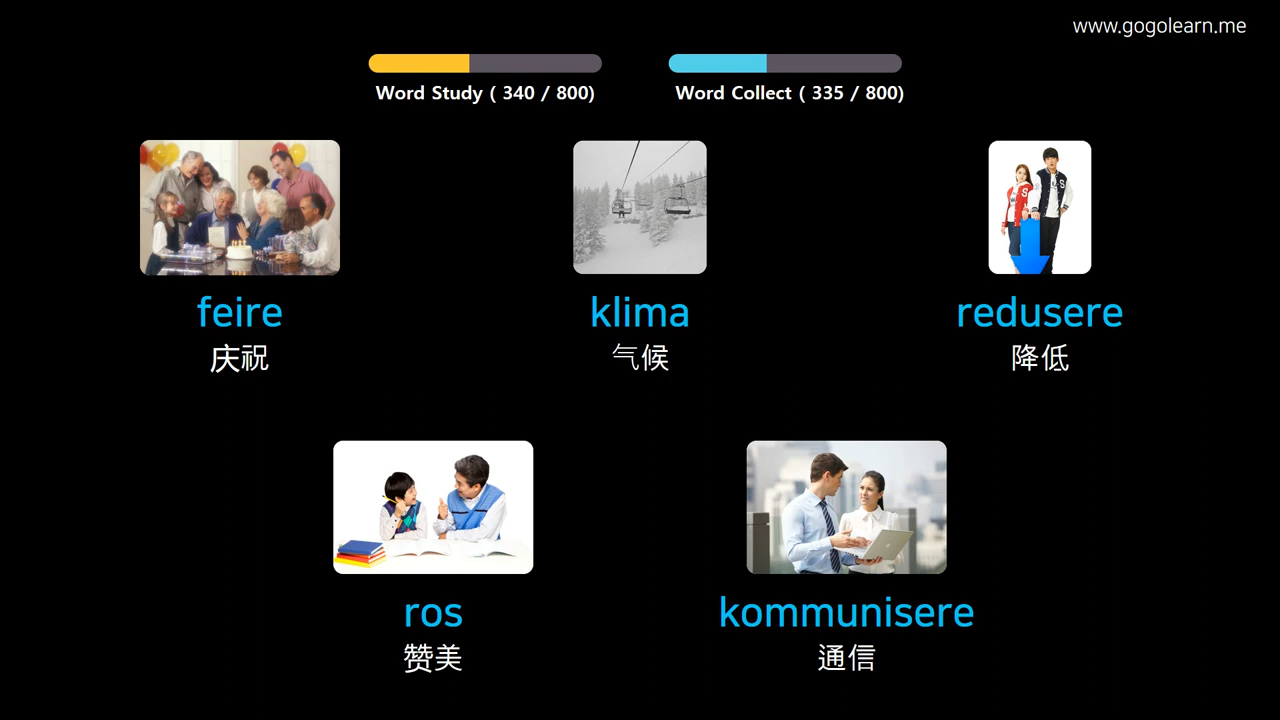 www.gogolearn.me
Word Study ( 340 / 800)
Word Collect ( 335 / 800)
feire
庆祝
klima
气候
redusere
降低
ros
赞美
kommunisere
通信